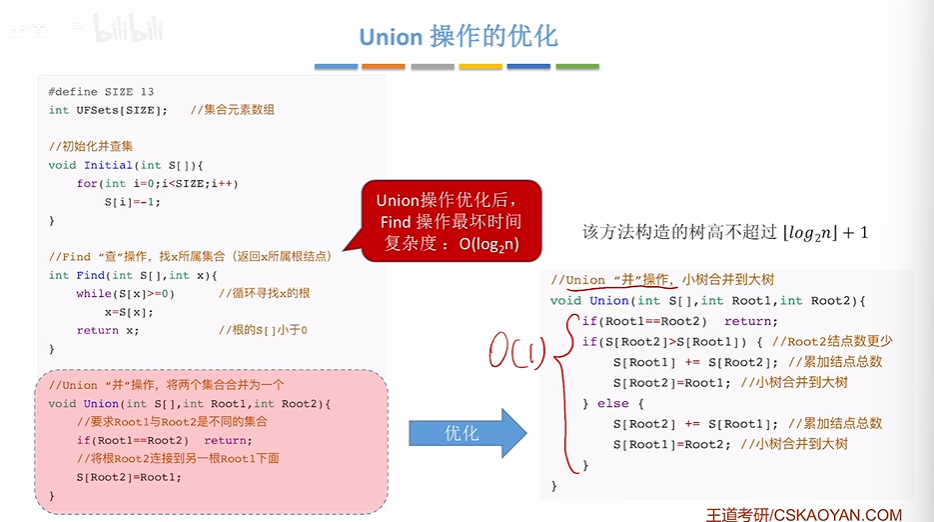 bilibili
Union 操作的优化
#define SIZE 13
int UFSets[SIZE];   //集合元素数组
//初始化并查集
void Initial(int S[]){
for(int i=0;i<SIZE;i++)
S[i]=-1;
}
//Find “查”操作，找x所属集合（返回x所属根结点）
int Find(int S[],int x){
while(S[x]>=0)   //循环寻找x的根
x=S[x];
return x;   //根的S[]小于0
}
//Union “并”操作，将两个集合合并为一个
void Union(int S[],int Root1,int Root2){
//要求Root1与Root2是不同的集合
if(Root1==Root2)  return;
//将根Root2连接到另一根Root1下面
S[Root2]=Root1;
}
Union操作优化后，
Find 操作最坏时间
复杂度： O(log₂n)
优化
该方法构造的树高不超过 ⌊log₂n⌋ + 1
//Union “并”操作，小树合并到大树
void Union(int S[],int Root1,int Root2){
if(Root1==Root2)  return;
if(S[Root2]>S[Root1]) { //Root2结点数更少
S[Root1] += S[Root2]; //累加结点总数
S[Root2]=Root1; //小树合并到大树
} else {
S[Root2] += S[Root1]; //累加结点总数
S[Root1]=Root2; //小树合并到大树
}
}
O(1)
王道考研/CSKAOYAN.COM